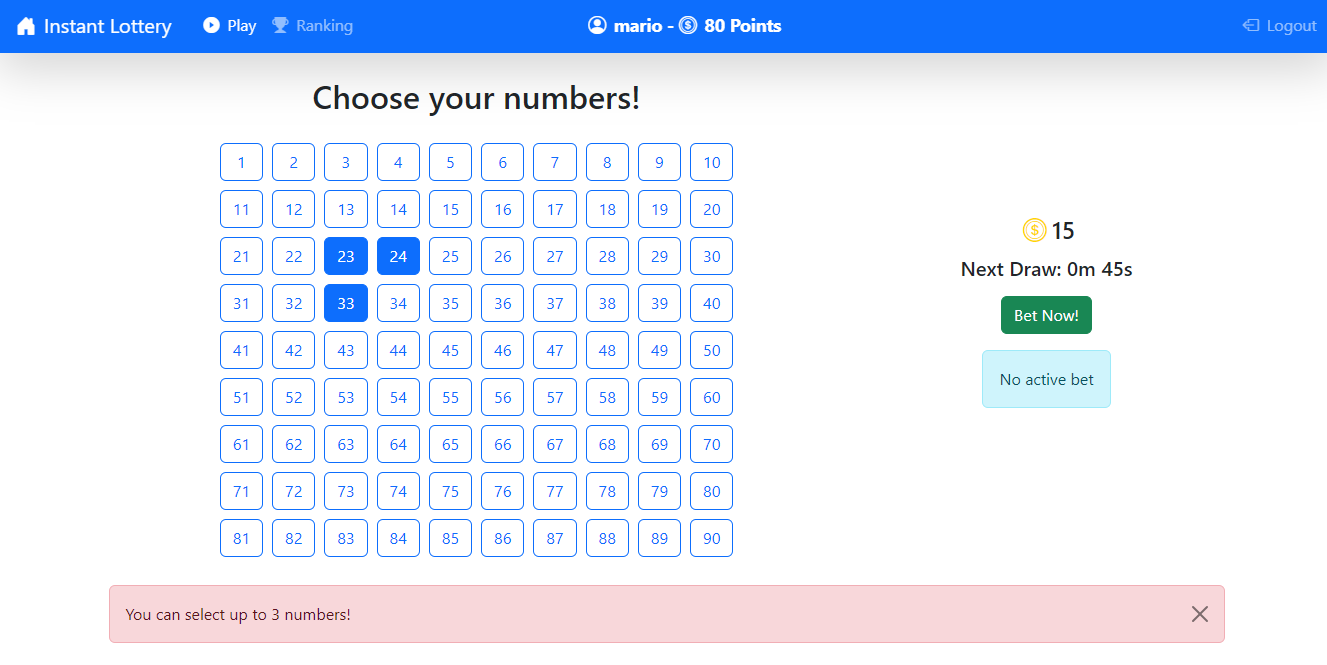 Instant Lottery Play Ranking mario - $ 80 Points Logout
Choose your numbers!
1 2 3 4 5 6 7 8 9 10
11 12 13 14 15 16 17 18 19 20
21 22 23 24 25 26 27 28 29 30
31 32 33 34 35 36 37 38 39 40
41 42 43 44 45 46 47 48 49 50
51 52 53 54 55 56 57 58 59 60
61 62 63 64 65 66 67 68 69 70
71 72 73 74 75 76 77 78 79 80
81 82 83 84 85 86 87 88 89 90
$ 15
Next Draw: 0m 45s
Bet Now!
No active bet
You can select up to 3 numbers!